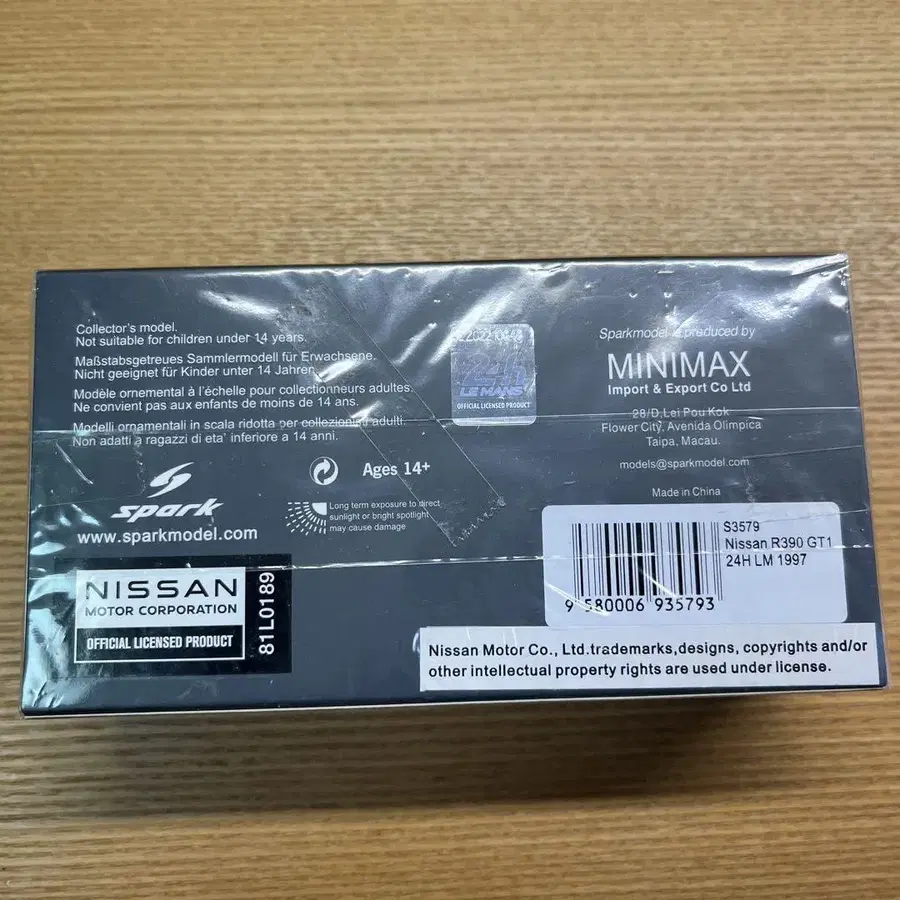 Collector's model.
Not suitable for children under 14 years.
Maßstabsgetreues Sammlermodell für Erwachsene.
Nicht geeignet für Kinder unter 14 Jahren.
Modèle ornemental à l'échelle pour collectionneurs adultes.
Ne convient pas aux enfants de moins de 14 ans.
Modelli ornamentali in scala ridotta per collezionisti adulti.
Non adatti a ragazzi di eta' inferiore a 14 anni.
spark
www.sparkmodel.com
Ages 14+
Long term exposure to direct
sunlight or bright spotlight
may cause damage
24h
LE MANS
OFFICIAL LICENSED PRODUCT
Sparkmodel is produced by
MINIMAX
Import & Export Co Ltd
28/D,Lei Pou Kok
Flower City, Avenida Olimpica
Taipa, Macau.
models@sparkmodel.com
Made in China
S3579
Nissan R390 GT1
24H LM 1997
9 580006 935793
NISSAN
MOTOR CORPORATION
OFFICIAL LICENSED PRODUCT
81L0189
Nissan Motor Co., Ltd.trademarks,designs, copyrights and/or
other intellectual property rights are used under license.